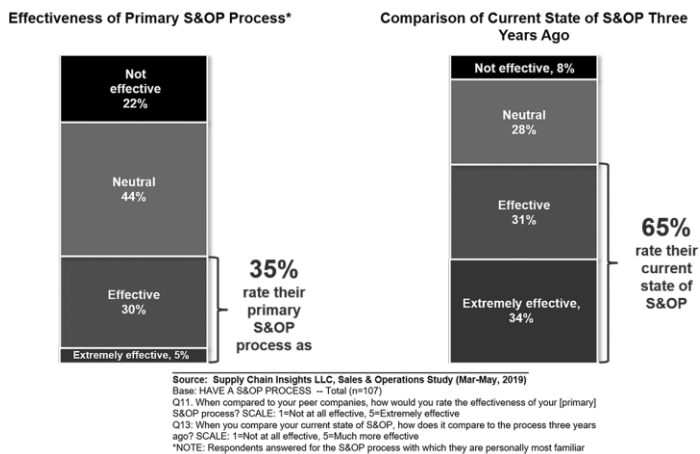 Effectiveness of Primary S&OP Process*
Not
effective
22%
Neutral
44%
Effective
30%
Extremely effective, 5%
35%
rate their
primary
S&OP
process as
Comparison of Current State of S&OP Three
Years Ago
Not effective, 8%
Neutral
28%
Effective
31%
Extremely effective,
34%
65%
rate their
current
state of
S&OP
Source: Supply Chain Insights LLC, Sales & Operations Study (Mar-May, 2019)
Base: HAVE A S&OP PROCESS -- Total (n=107)
Q11. When compared to your peer companies, how would you rate the effectiveness of your [primary]
S&OP process? SCALE: 1=Not at all effective, 5=Extremely effective
Q13: When you compare your current state of S&OP, how does it compare to the process three years
ago? SCALE: 1=Not at all effective, 5=Much more effective
*NOTE: Respondents answered for the S&OP process with which they are personally most familiar